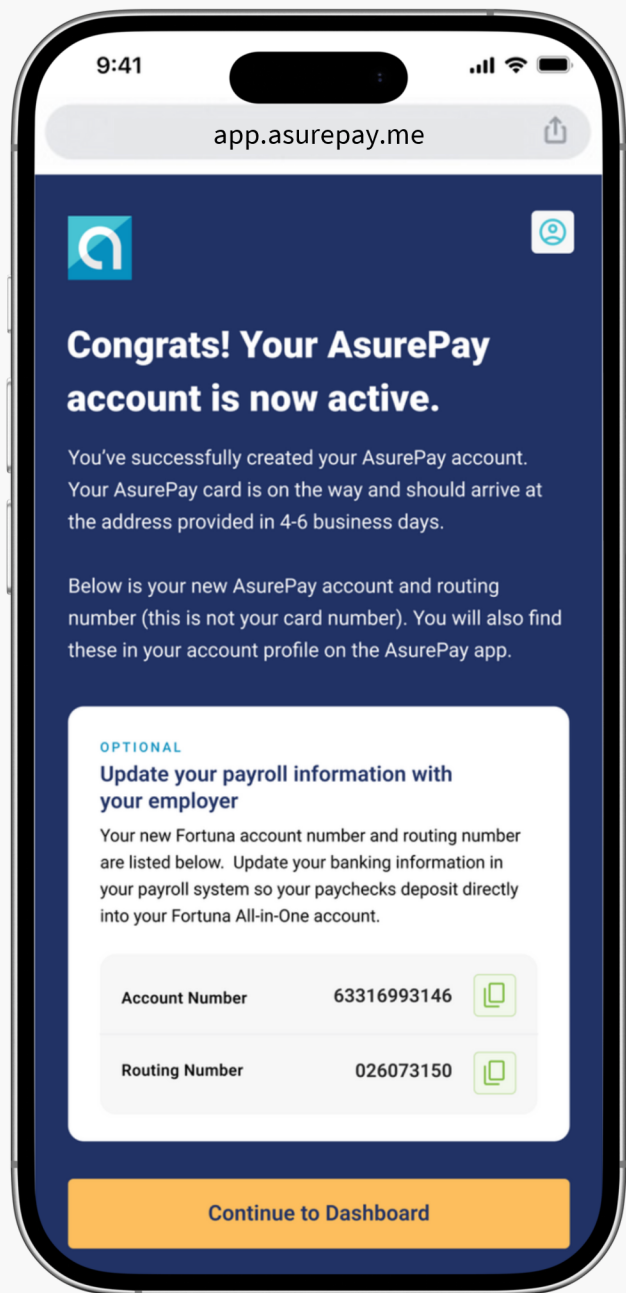 9:41
app.asurepay.me
Congrats! Your AsurePay
account is now active.
You've successfully created your AsurePay account.
Your AsurePay card is on the way and should arrive at
the address provided in 4-6 business days.
Below is your new AsurePay account and routing
number (this is not your card number). You will also find
these in your account profile on the AsurePay app.
OPTIONAL
Update your payroll information with
your employer
Your new Fortuna account number and routing number
are listed below.  Update your banking information in
your payroll system so your paychecks deposit directly
into your Fortuna All-in-One account.
Account Number 63316993146
Routing Number 026073150
Continue to Dashboard